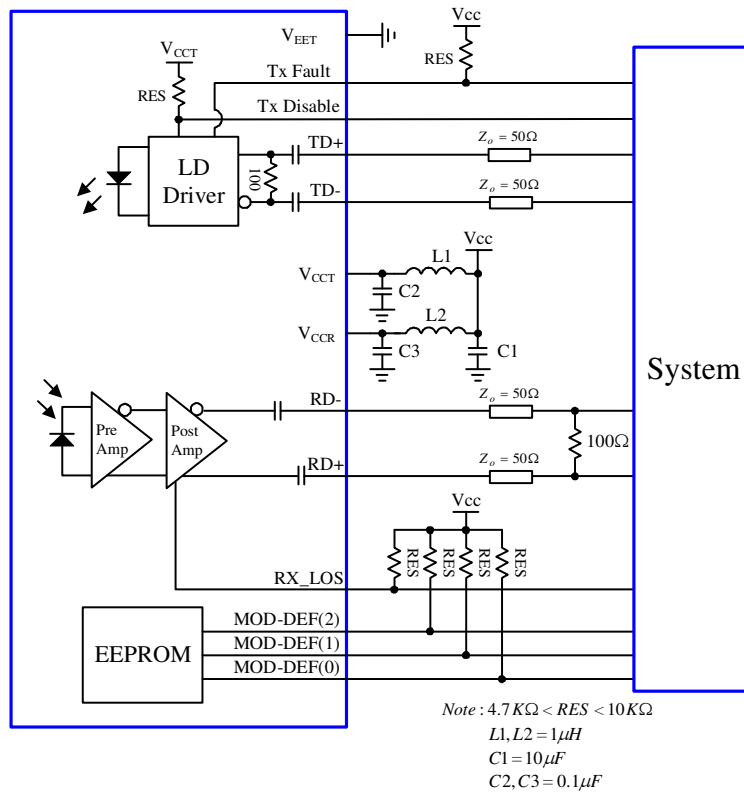 V_EET
Vcc
V_CCT
RES
RES
Tx Fault
Tx Disable
TD+
Z_o = 50Ω
LD
Driver
100
TD-
Z_o = 50Ω
Vcc
L1
V_CCT
C2
L2
V_CCR
C3
C1
System
RD-
Z_o = 50Ω
Pre
Amp
Post
Amp
100Ω
RD+
Z_o = 50Ω
Vcc
RES
RES
RES
RES
RX_LOS
EEPROM
MOD-DEF(2)
MOD-DEF(1)
MOD-DEF(0)
Note : 4.7 KΩ < RES < 10KΩ
L1, L2 = 1μH
C1 = 10μF
C2, C3 = 0.1μF